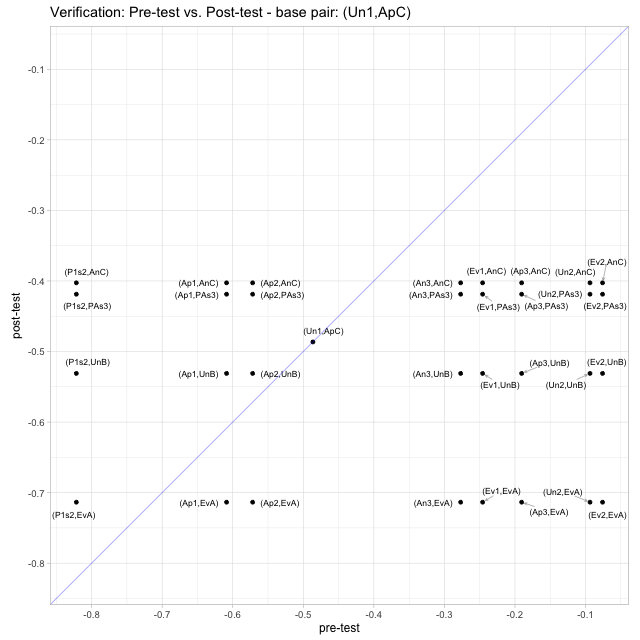 Verification: Pre-test vs. Post-test - base pair: (Un1,ApC)
-0.1
-0.2
-0.3
(Ev2,AnC)
(P1s2,AnC) (Ev1,AnC) (Ap3,AnC) (Un2,AnC)
-0.4 (Ap1,AnC) (Ap2,AnC) (An3,AnC)
(Ap1,PAs3) (Ap2,PAs3) (An3,PAs3) (Un2,PAs3)
(P1s2,PAs3) (Ev1,PAs3) (Ap3,PAs3) (Ev2,PAs3)
(Un1,ApC)
-0.5
(P1s2,UnB) (Ap3,UnB) (Ev2,UnB)
(Ap1,UnB) (Ap2,UnB) (An3,UnB)
(Ev1,UnB) (Un2,UnB)
-0.6
-0.7 (Ev1,EvA) (Un2,EvA)
(Ap1,EvA) (Ap2,EvA) (An3,EvA)
(P1s2,EvA) (Ap3,EvA) (Ev2,EvA)
-0.8
post-test
-0.8 -0.7 -0.6 -0.5 -0.4 -0.3 -0.2 -0.1
pre-test